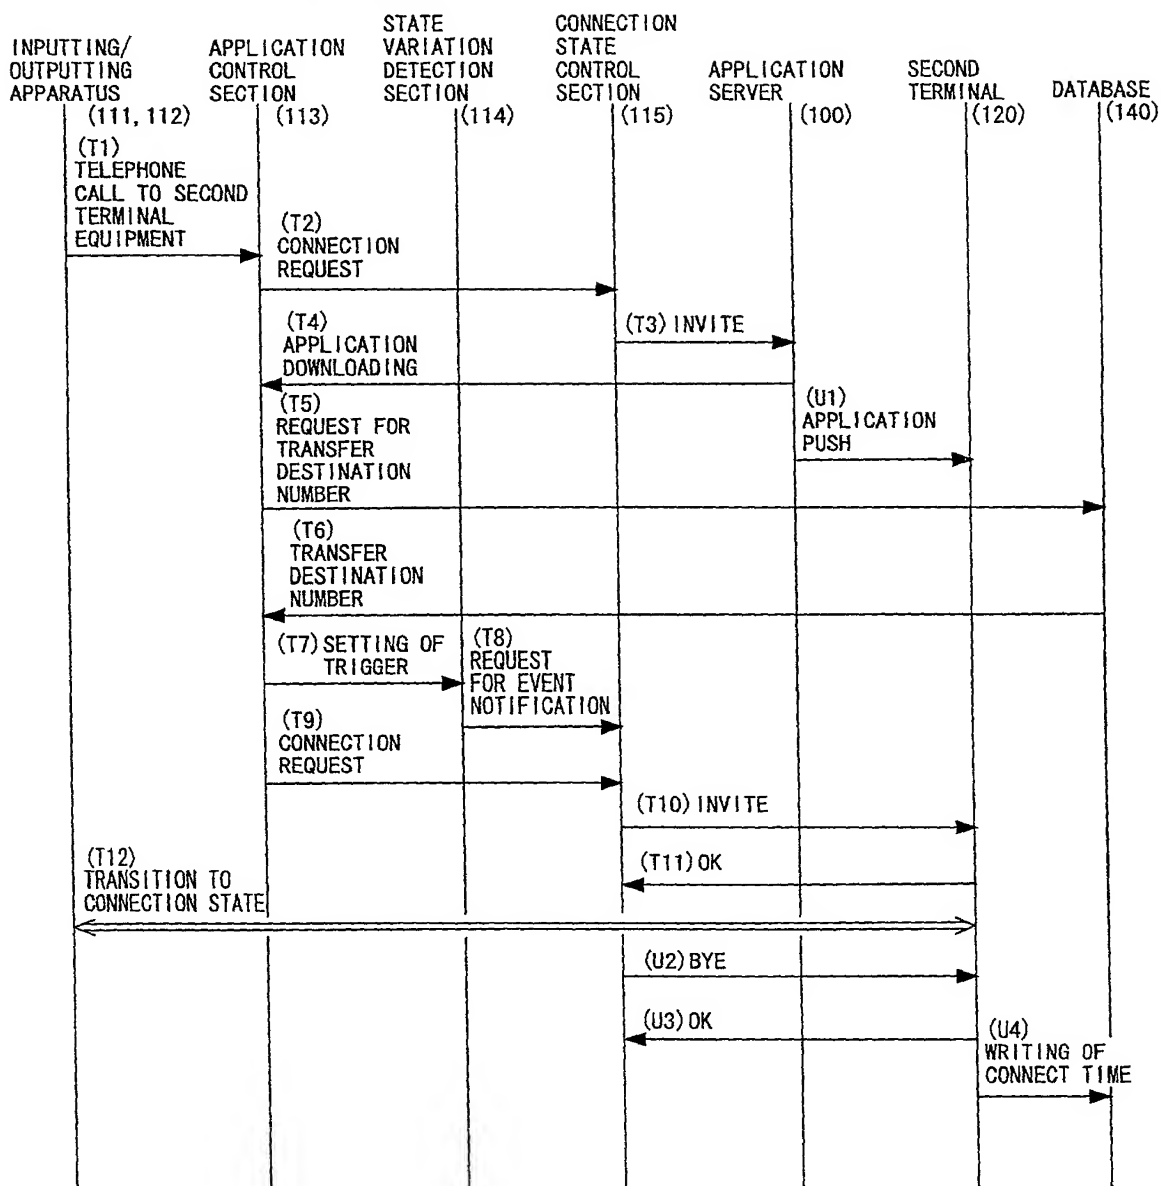 INPUTTING/
OUTPUTTING
APPARATUS
(111, 112)
APPLICATION
CONTROL
SECTION
(113)
STATE
VARIATION
DETECTION
SECTION
(114)
CONNECTION
STATE
CONTROL
SECTION
(115)
APPLICATION
SERVER
(100)
SECOND
TERMINAL
(120)
DATABASE
(140)
(T1)
TELEPHONE
CALL TO SECOND
TERMINAL
EQUIPMENT
(T2)
CONNECTION
REQUEST
(T3) INVITE
(T4)
APPLICATION
DOWNLOADING
(U1)
APPLICATION
PUSH
(T5)
REQUEST FOR
TRANSFER
DESTINATION
NUMBER
(T6)
TRANSFER
DESTINATION
NUMBER
(T7) SETTING OF
TRIGGER
(T8)
REQUEST
FOR EVENT
NOTIFICATION
(T9)
CONNECTION
REQUEST
(T10) INVITE
(T11) OK
(T12)
TRANSITION TO
CONNECTION STATE
(U2) BYE
(U3) OK
(U4)
WRITING OF
CONNECT TIME